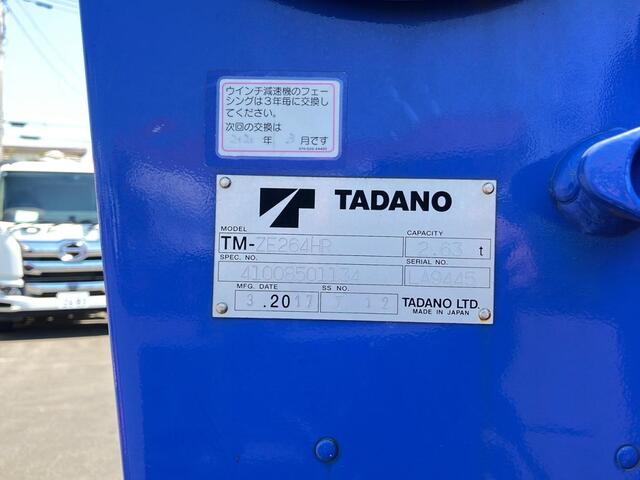 ウインチ減速機のフェー
シングは3年毎に交換し
てください。
次回の交換は
年 3月です
TADANO
MODEL CAPACITY
TM-ZE264HR 2.63 t
SPEC. NO. SERIAL NO.
41008501134 LA9445
MFG. DATE SS NO.
3.2017 7 12 TADANO LTD.
MADE IN JAPAN